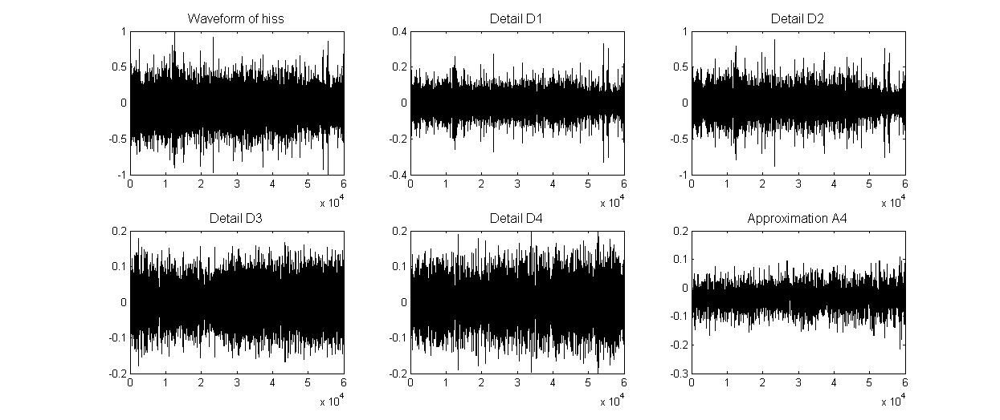 Waveform of hiss
Detail D1
Detail D2
1
0.5
0
-0.5
-1
0 1 2 3 4 5 6
x 10^4
0.4
0.2
0
-0.2
-0.4
0 1 2 3 4 5 6
x 10^4
1
0.5
0
-0.5
-1
0 1 2 3 4 5 6
x 10^4
Detail D3
Detail D4
Approximation A4
0.2
0.1
0
-0.1
-0.2
0 1 2 3 4 5 6
x 10^4
0.2
0.1
0
-0.1
-0.2
0 1 2 3 4 5 6
x 10^4
0.2
0.1
0
-0.1
-0.2
-0.3
0 1 2 3 4 5 6
x 10^4